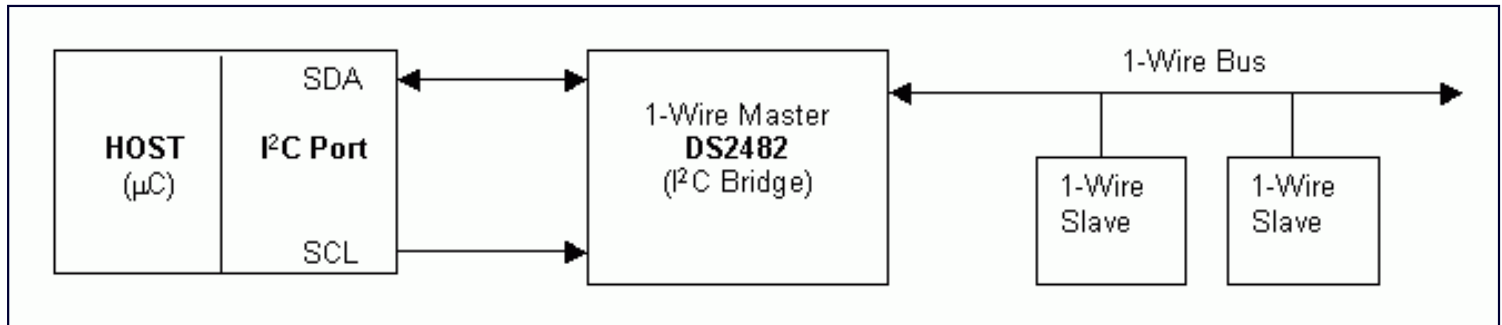 SDA
HOST
(µC)
I²C Port
SCL
1-Wire Master
DS2482
(I²C Bridge)
1-Wire Bus
1-Wire
Slave
1-Wire
Slave